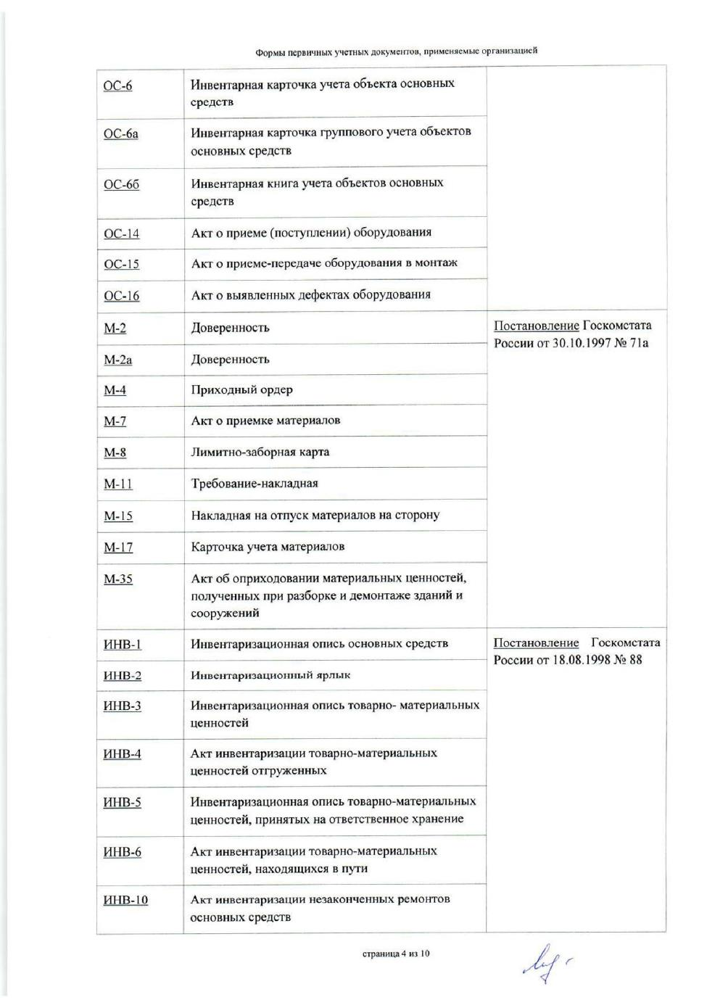 Формы первичных учетных документов, применяемые организацией
ОС-6
Инвентарная карточка учета объекта основных
средств
ОС-6а
Инвентарная карточка группового учета объектов
основных средств
ОС-6б
Инвентарная книга учета объектов основных
средств
ОС-14
Акт о приеме (поступлении) оборудования
ОС-15
Акт о приеме-передаче оборудования в монтаж
ОС-16
Акт о выявленных дефектах оборудования
М-2
Доверенность
Постановление Госкомстата
России от 30.10.1997 № 71а
М-2а
Доверенность
М-4
Приходный ордер
М-7
Акт о приемке материалов
М-8
Лимитно-заборная карта
М-11
Требование-накладная
М-15
Накладная на отпуск материалов на сторону
М-17
Карточка учета материалов
М-35
Акт об оприходовании материальных ценностей,
полученных при разборке и демонтаже зданий и
сооружений
ИНВ-1
Инвентаризационная опись основных средств
Постановление Госкомстата
России от 18.08.1998 № 88
ИНВ-2
Инвентаризационный ярлык
ИНВ-3
Инвентаризационная опись товарно- материальных
ценностей
ИНВ-4
Акт инвентаризации товарно-материальных
ценностей отгруженных
ИНВ-5
Инвентаризационная опись товарно-материальных
ценностей, принятых на ответственное хранение
ИНВ-6
Акт инвентаризации товарно-материальных
ценностей, находящихся в пути
ИНВ-10
Акт инвентаризации незаконченных ремонтов
основных средств
страница 4 из 10